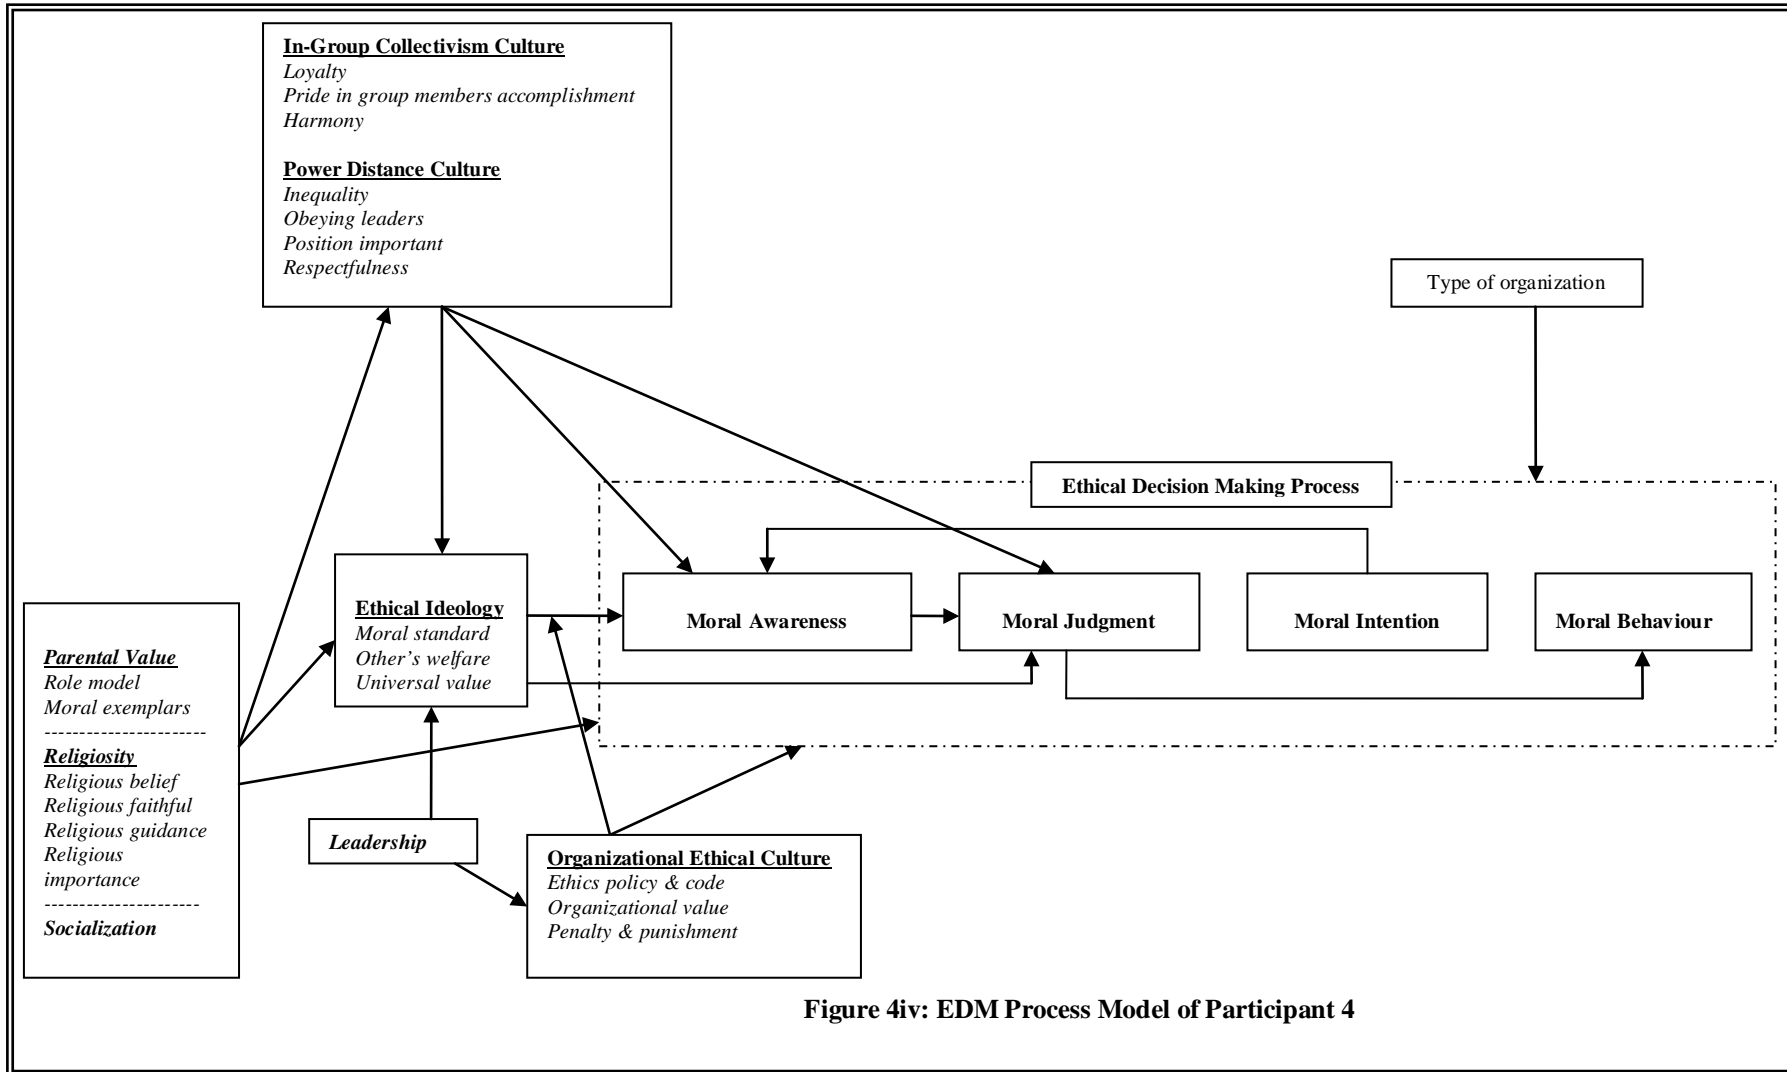 In-Group Collectivism Culture
Loyalty
Pride in group members accomplishment
Harmony
Power Distance Culture
Inequality
Obeying leaders
Position important
Respectfulness
Type of organization
Ethical Decision Making Process
Ethical Ideology
Moral standard
Other's welfare
Universal value
Moral Awareness
Moral Judgment
Moral Intention
Moral Behaviour
Parental Value
Role model
Moral exemplars
-----------------------
Religiosity
Religious belief
Religious faithful
Religious guidance
Religious
importance
----------------------
Socialization
Leadership
Organizational Ethical Culture
Ethics policy & code
Organizational value
Penalty & punishment
Figure 4iv: EDM Process Model of Participant 4